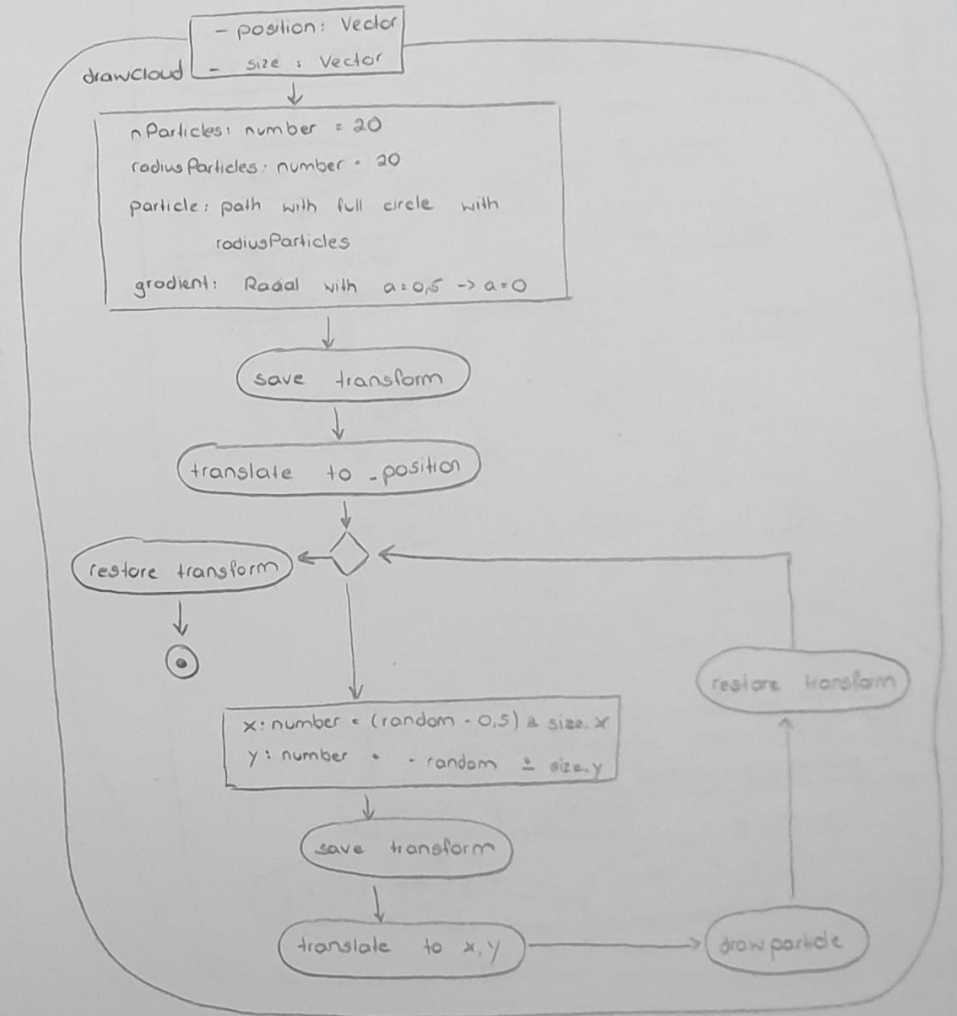 - position: Vector
- size : Vector
drawCloud
nParticles: number = 20
radiusParticles: number = 20
particle: path with full circle with
radiusParticles
gradient: Radial with a=0,5 -> a=0
save transform
translate to _position
restore transform
restore transform
x: number = (random - 0,5) * size.x
y: number = - random * size.y
save transform
translate to x,y
drawparticle